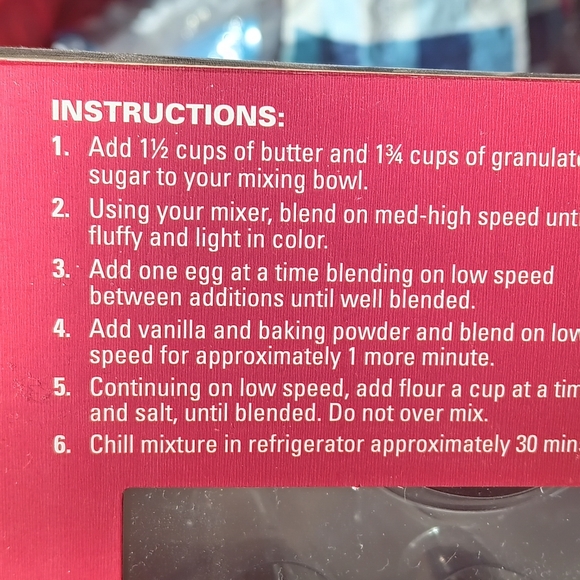 INSTRUCTIONS:
1. Add 1½ cups of butter and 1¾ cups of granulate
sugar to your mixing bowl.
2. Using your mixer, blend on med-high speed unti
fluffy and light in color.
3. Add one egg at a time blending on low speed
between additions until well blended.
4. Add vanilla and baking powder and blend on low
speed for approximately 1 more minute.
5. Continuing on low speed, add flour a cup at a tim
and salt, until blended. Do not over mix.
6. Chill mixture in refrigerator approximately 30 min